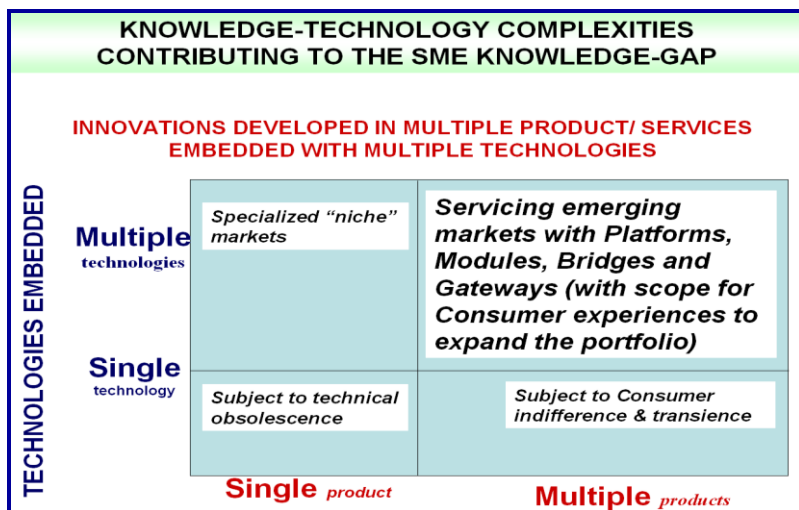 KNOWLEDGE-TECHNOLOGY COMPLEXITIES
CONTRIBUTING TO THE SME KNOWLEDGE-GAP
INNOVATIONS DEVELOPED IN MULTIPLE PRODUCT/ SERVICES
EMBEDDED WITH MULTIPLE TECHNOLOGIES
TECHNOLOGIES EMBEDDED
Multiple
technologies
Specialized “niche”
markets
Servicing emerging
markets with Platforms,
Modules, Bridges and
Gateways (with scope for
Consumer experiences to
expand the portfolio)
Single
technology
Subject to technical
obsolescence
Subject to Consumer
indifference & transience
Single product
Multiple products